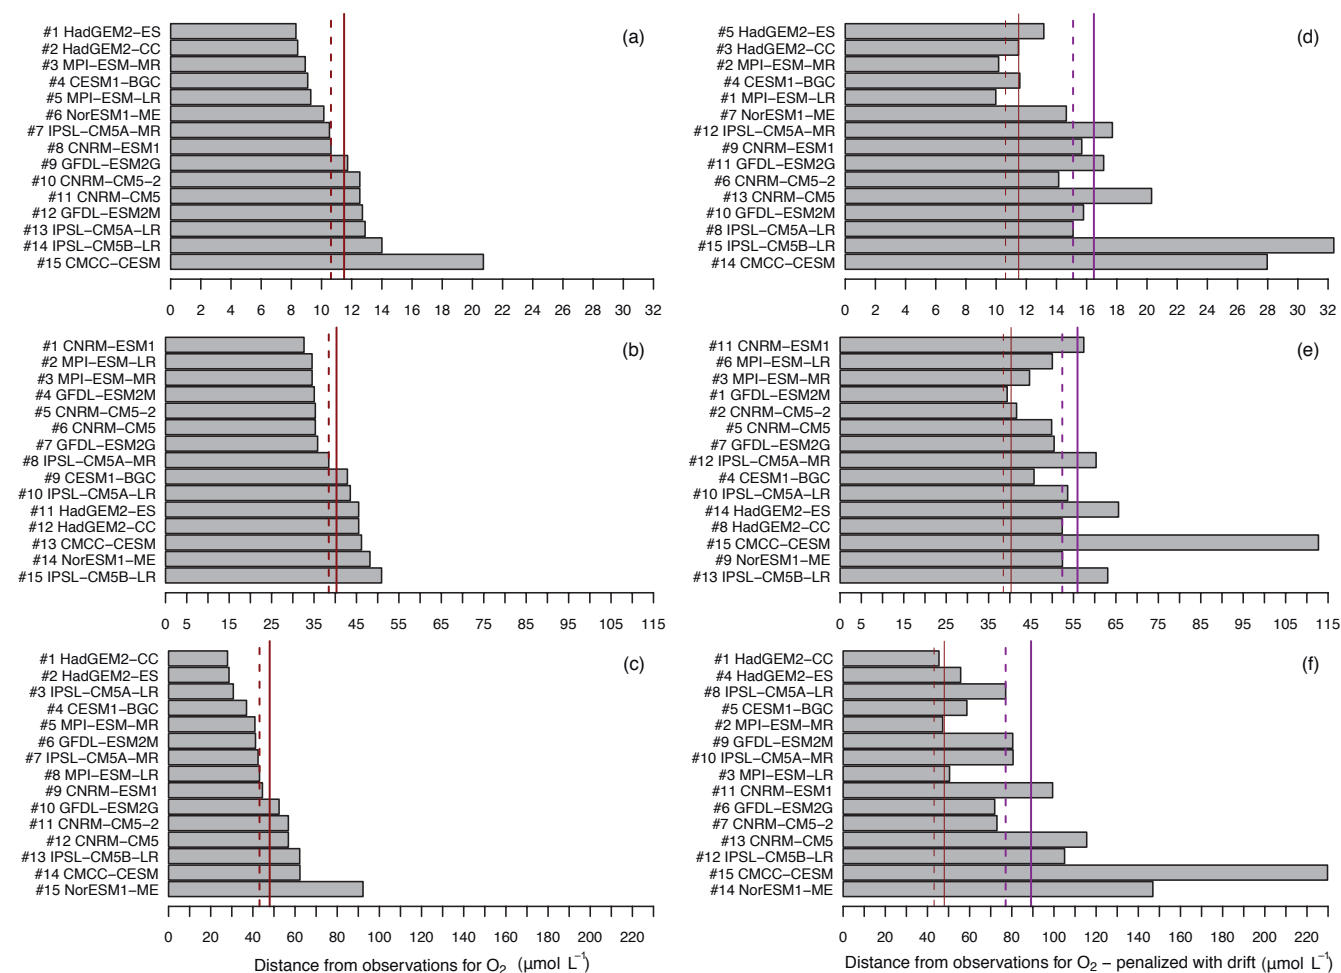 (a)
#1 HadGEM2−ES
#2 HadGEM2−CC
#3 MPI−ESM−MR
#4 CESM1−BGC
#5 MPI−ESM−LR
#6 NorESM1−ME
#7 IPSL−CM5A−MR
#8 CNRM−ESM1
#9 GFDL−ESM2G
#10 CNRM−CM5−2
#11 CNRM−CM5
#12 GFDL−ESM2M
#13 IPSL−CM5A−LR
#14 IPSL−CM5B−LR
#15 CMCC−CESM
0 2 4 6 8 10 12 14 16 18 20 22 24 26 28 30 32
(d)
#5 HadGEM2−ES
#3 HadGEM2−CC
#2 MPI−ESM−MR
#4 CESM1−BGC
#1 MPI−ESM−LR
#7 NorESM1−ME
#12 IPSL−CM5A−MR
#9 CNRM−ESM1
#11 GFDL−ESM2G
#6 CNRM−CM5−2
#13 CNRM−CM5
#10 GFDL−ESM2M
#8 IPSL−CM5A−LR
#15 IPSL−CM5B−LR
#14 CMCC−CESM
0 2 4 6 8 10 12 14 16 18 20 22 24 26 28 30 32
(b)
#1 CNRM−ESM1
#2 MPI−ESM−LR
#3 MPI−ESM−MR
#4 GFDL−ESM2M
#5 CNRM−CM5−2
#6 CNRM−CM5
#7 GFDL−ESM2G
#8 IPSL−CM5A−MR
#9 CESM1−BGC
#10 IPSL−CM5A−LR
#11 HadGEM2−ES
#12 HadGEM2−CC
#13 CMCC−CESM
#14 NorESM1−ME
#15 IPSL−CM5B−LR
0 5 15 25 35 45 55 65 75 85 95 105 115
(e)
#11 CNRM−ESM1
#6 MPI−ESM−LR
#3 MPI−ESM−MR
#1 GFDL−ESM2M
#2 CNRM−CM5−2
#5 CNRM−CM5
#7 GFDL−ESM2G
#12 IPSL−CM5A−MR
#4 CESM1−BGC
#10 IPSL−CM5A−LR
#14 HadGEM2−ES
#8 HadGEM2−CC
#15 CMCC−CESM
#9 NorESM1−ME
#13 IPSL−CM5B−LR
0 5 15 25 35 45 55 65 75 85 95 105 115
(c)
#1 HadGEM2−CC
#2 HadGEM2−ES
#3 IPSL−CM5A−LR
#4 CESM1−BGC
#5 MPI−ESM−MR
#6 GFDL−ESM2M
#7 IPSL−CM5A−MR
#8 MPI−ESM−LR
#9 CNRM−ESM1
#10 GFDL−ESM2G
#11 CNRM−CM5−2
#12 CNRM−CM5
#13 IPSL−CM5B−LR
#14 CMCC−CESM
#15 NorESM1−ME
0 20 40 60 80 100 120 140 160 180 200 220
Distance from observations for O₂ (μmol L⁻¹)
(f)
#1 HadGEM2−CC
#4 HadGEM2−ES
#8 IPSL−CM5A−LR
#5 CESM1−BGC
#2 MPI−ESM−MR
#9 GFDL−ESM2M
#10 IPSL−CM5A−MR
#3 MPI−ESM−LR
#11 CNRM−ESM1
#6 GFDL−ESM2G
#7 CNRM−CM5−2
#13 CNRM−CM5
#12 IPSL−CM5B−LR
#15 CMCC−CESM
#14 NorESM1−ME
0 20 40 60 80 100 120 140 160 180 200 220
Distance from observations for O₂ − penalized with drift (μmol L⁻¹)